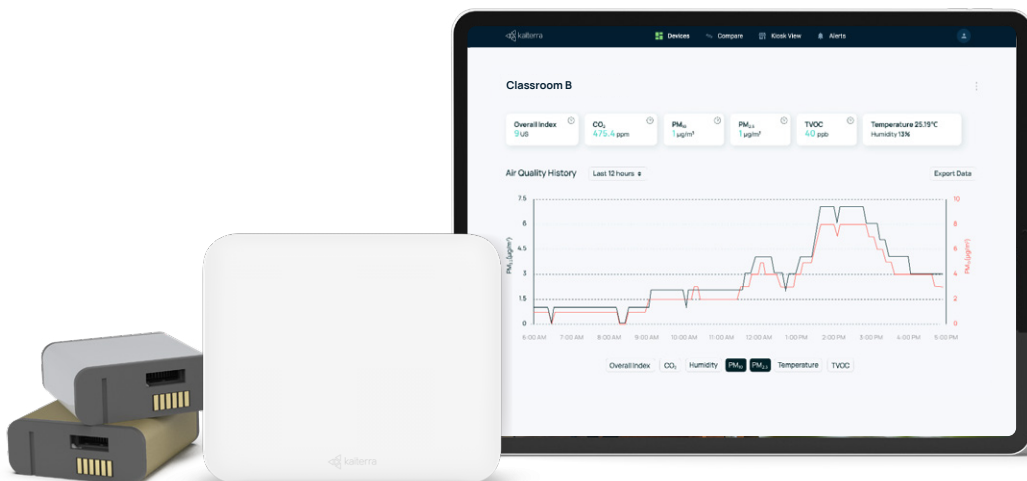 kaiterra
Devices
Compare
Kiosk View
Alerts
Classroom B
Overall Index
9 US
CO₂
475.4 ppm
PM₁₀
1 µg/m³
PM₂.₅
1 µg/m³
TVOC
40 ppb
Temperature 25.19°C
Humidity 13%
Air Quality History
Last 12 hours
Export Data
7.5
6
4.5
3
1.5
0
10
8
6
4
2
0
6:00 AM 7:00 AM 8:00 AM 9:00 AM 10:00 AM 11:00 AM 12:00 AM 1:00 PM 2:00 PM 3:00 PM 4:00 PM 5:00 PM
Overall Index CO₂ Humidity PM₁₀ PM₂.₅ Temperature TVOC
kaiterra